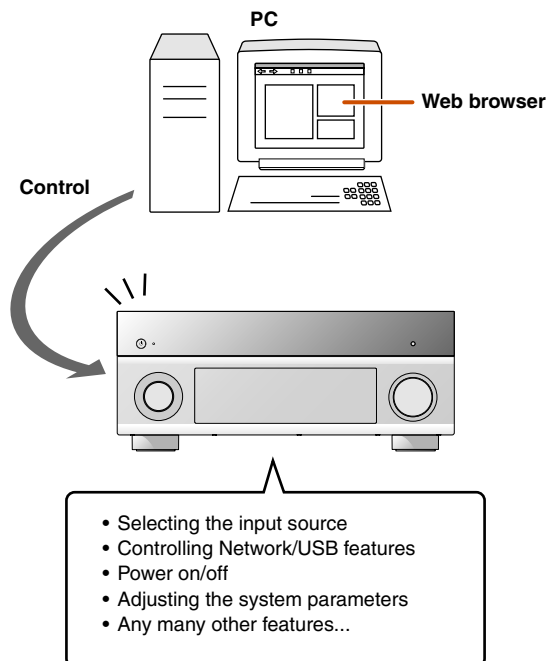 PC
Web browser
Control
• Selecting the input source
• Controlling Network/USB features
• Power on/off
• Adjusting the system parameters
• Any many other features...